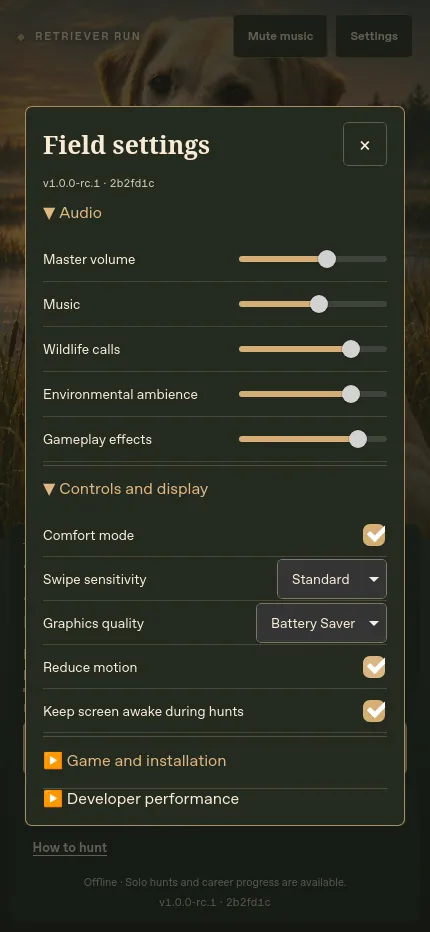 RETRIEVER RUN
Mute music
Settings
Field settings
×
v1.0.0-rc.1 · 2b2fd1c
▼ Audio
Master volume
Music
Wildlife calls
Environmental ambience
Gameplay effects
▼ Controls and display
Comfort mode
Swipe sensitivity Standard
Graphics quality Battery Saver
Reduce motion
Keep screen awake during hunts
▶ Game and installation
▶ Developer performance
How to hunt
Offline · Solo hunts and career progress are available.
v1.0.0-rc.1 · 2b2fd1c